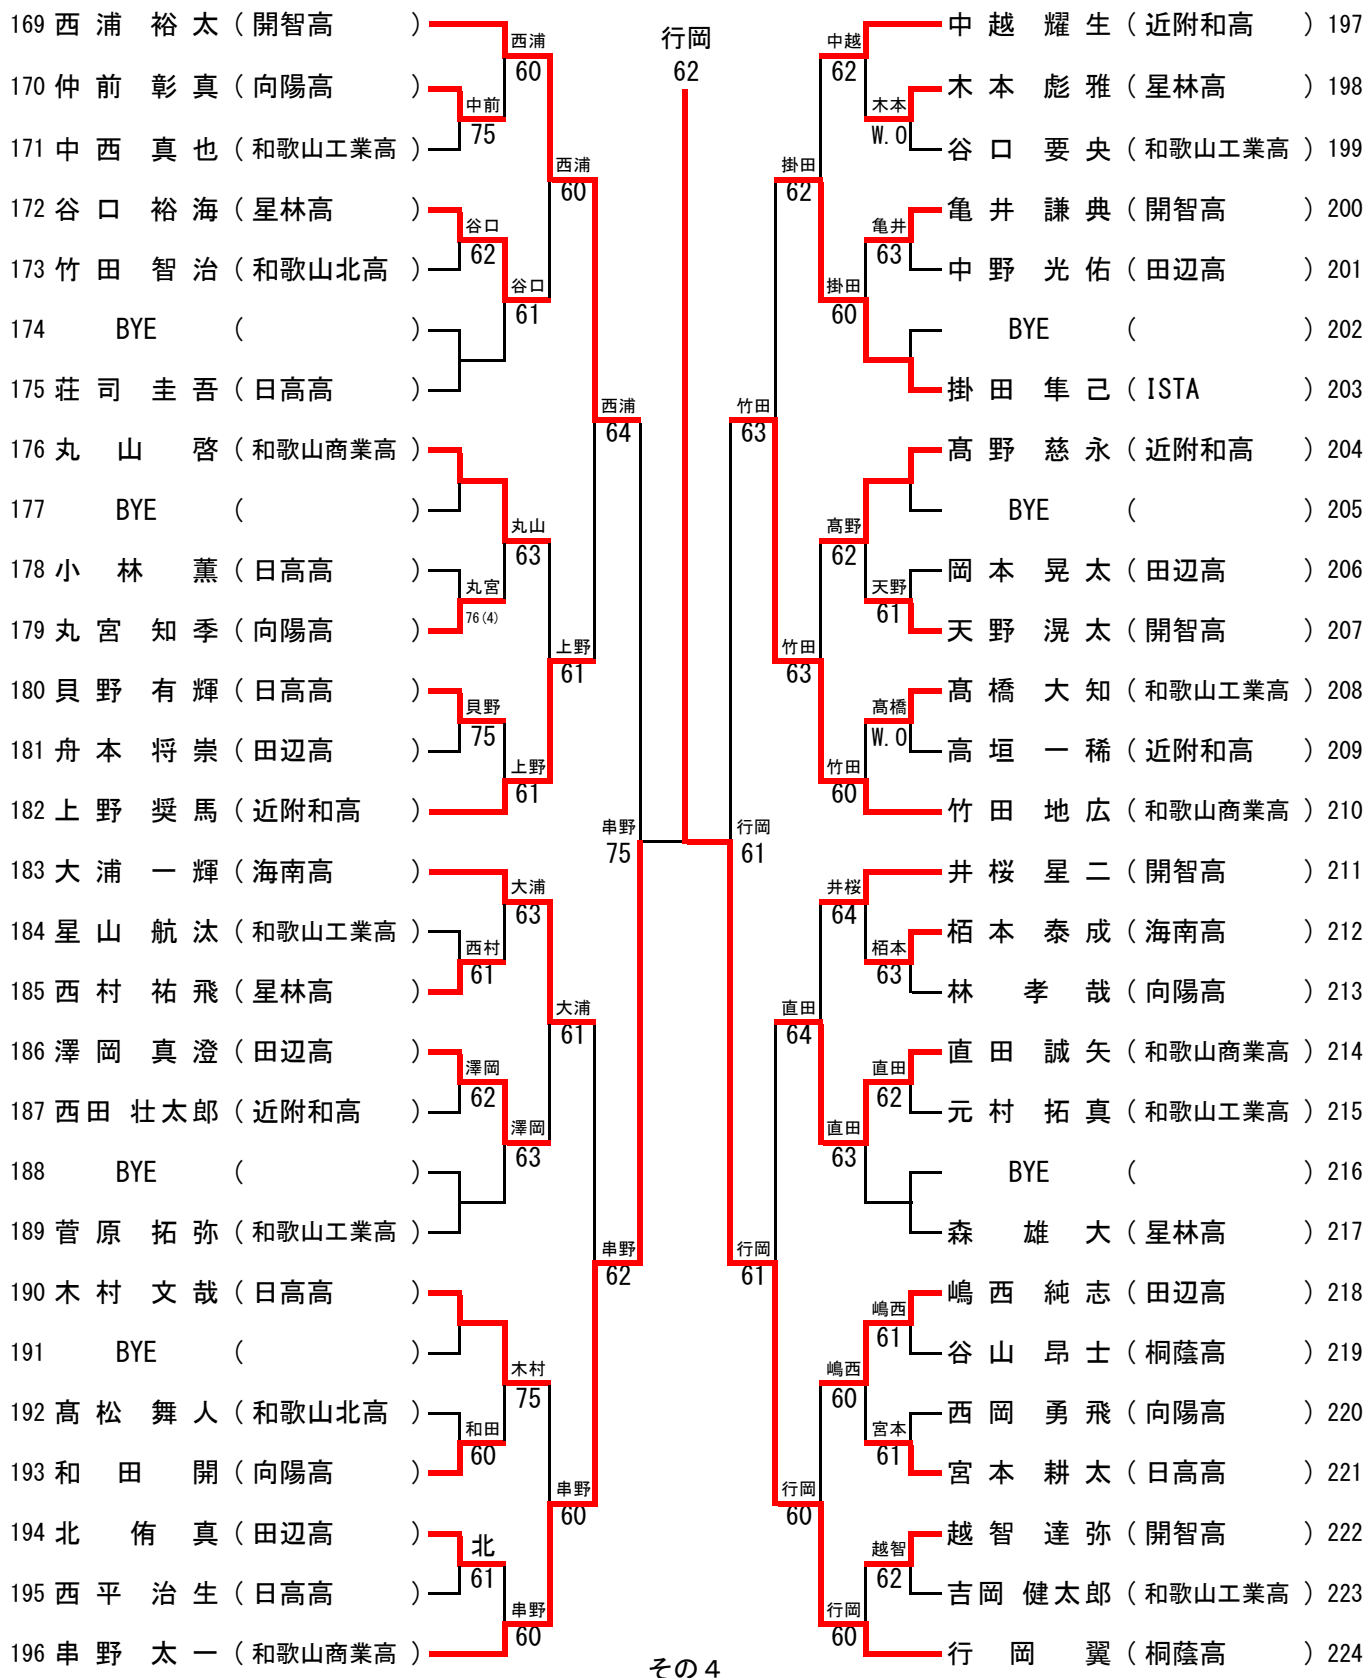 169 西浦 裕太 （ 開智高 ）
170 仲前 彰真 （ 向陽高 ）
171 中西 真也 （ 和歌山工業高 ）
172 谷口 裕海 （ 星林高 ）
173 竹田 智治 （ 和歌山北高 ）
174 BYE （ ）
175 荘司 圭吾 （ 日高高 ）
176 丸山 啓 （ 和歌山商業高 ）
177 BYE （ ）
178 小林 薫 （ 日高高 ）
179 丸宮 知季 （ 向陽高 ）
180 貝野 有輝 （ 日高高 ）
181 舟本 将崇 （ 田辺高 ）
182 上野 奨馬 （ 近附和高 ）
183 大浦 一輝 （ 海南高 ）
184 星山 航汰 （ 和歌山工業高 ）
185 西村 祐飛 （ 星林高 ）
186 澤岡 真澄 （ 田辺高 ）
187 西田 壮太郎 （ 近附和高 ）
188 BYE （ ）
189 菅原 拓弥 （ 和歌山工業高 ）
190 木村 文哉 （ 日高高 ）
191 BYE （ ）
192 髙松 舞人 （ 和歌山北高 ）
193 和田 開 （ 向陽高 ）
194 北 侑真 （ 田辺高 ）
195 西平 治生 （ 日高高 ）
196 串野 太一 （ 和歌山商業高 ）
中前
75
谷口
62
丸宮
76(4)
貝野
75
西村
61
澤岡
62
和田
60
北
61
西浦
60
谷口
61
丸山
63
上野
61
大浦
63
澤岡
63
木村
75
串野
60
西浦
60
上野
61
大浦
61
串野
60
西浦
64
串野
62
串野
75
行岡
62
行岡
61
竹田
63
行岡
61
掛田
62
竹田
63
直田
64
行岡
60
中越
62
掛田
60
髙野
62
竹田
60
井桜
64
直田
63
嶋西
60
行岡
60
木本
W.O
亀井
63
天野
61
髙橋
W.O
栢本
63
直田
62
嶋西
61
宮本
61
越智
62
中越 耀生 （ 近附和高 ） 197
木本 彪雅 （ 星林高 ） 198
谷口 要央 （ 和歌山工業高 ） 199
亀井 謙典 （ 開智高 ） 200
中野 光佑 （ 田辺高 ） 201
BYE （ ） 202
掛田 隼己 （ ISTA ） 203
髙野 慈永 （ 近附和高 ） 204
BYE （ ） 205
岡本 晃太 （ 田辺高 ） 206
天野 滉太 （ 開智高 ） 207
髙橋 大知 （ 和歌山工業高 ） 208
高垣 一稀 （ 近附和高 ） 209
竹田 地広 （ 和歌山商業高 ） 210
井桜 星二 （ 開智高 ） 211
栢本 泰成 （ 海南高 ） 212
林 孝哉 （ 向陽高 ） 213
直田 誠矢 （ 和歌山商業高 ） 214
元村 拓真 （ 和歌山工業高 ） 215
BYE （ ） 216
森 雄大 （ 星林高 ） 217
嶋西 純志 （ 田辺高 ） 218
谷山 昂士 （ 桐蔭高 ） 219
西岡 勇飛 （ 向陽高 ） 220
宮本 耕太 （ 日高高 ） 221
越智 達弥 （ 開智高 ） 222
吉岡 健太郎 （ 和歌山工業高 ） 223
行岡 翼 （ 桐蔭高 ） 224
その４